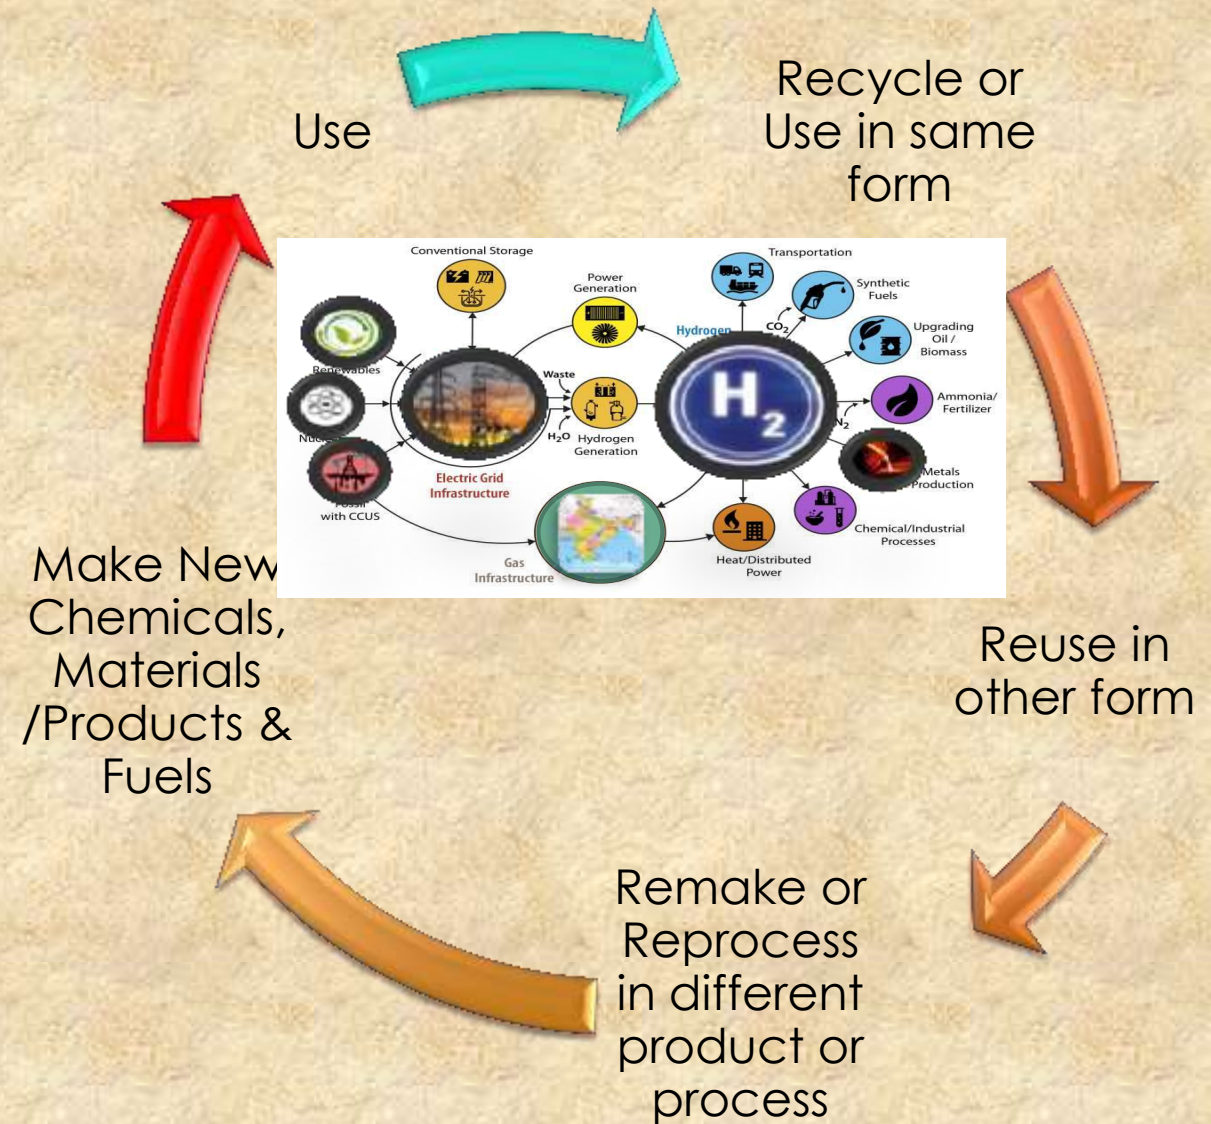 Use
Recycle or
Use in same
form
Conventional Storage
Power
Generation
Transportation
Synthetic
Fuels
Hydrogen
CO2
Upgrading
Oil /
Biomass
Renewables
Waste
H2
Ammonia/
Fertilizer
N2
H2O
Hydrogen
Generation
Metals
Production
Electric Grid
Infrastructure
with CCUS
Chemical/Industrial
Processes
Gas
Infrastructure
Heat/Distributed
Power
Make New
Chemicals,
Materials
/Products &
Fuels
Reuse in
other form
Remake or
Reprocess
in different
product or
process